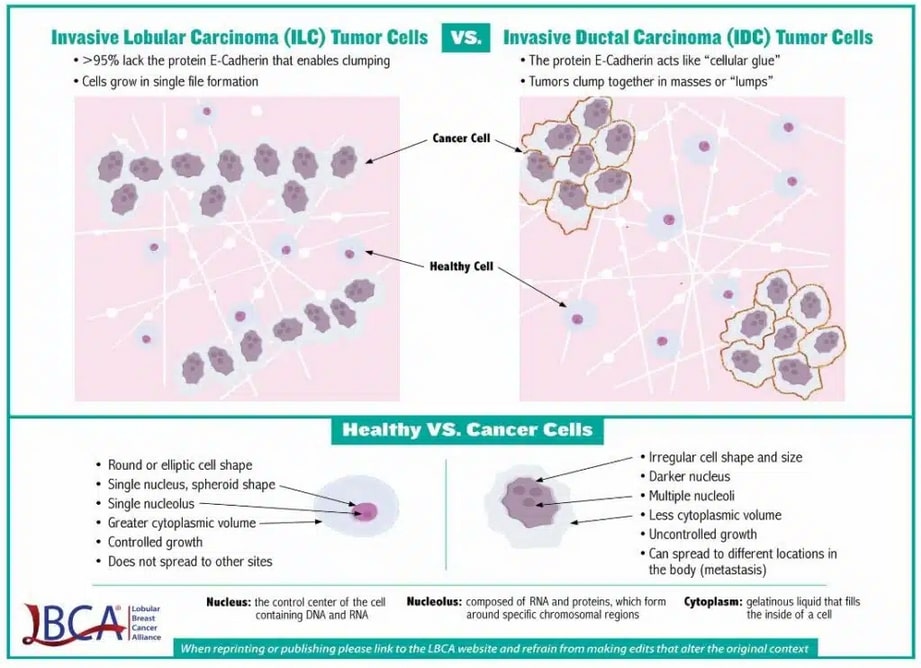 Invasive Lobular Carcinoma (ILC) Tumor Cells VS. Invasive Ductal Carcinoma (IDC) Tumor Cells
• >95% lack the protein E-Cadherin that enables clumping
• Cells grow in single file formation
• The protein E-Cadherin acts like “cellular glue”
• Tumors clump together in masses or “lumps”
Cancer Cell
Healthy Cell
Healthy VS. Cancer Cells
• Round or elliptic cell shape
• Single nucleus, spheroid shape
• Single nucleolus
• Greater cytoplasmic volume
• Controlled growth
• Does not spread to other sites
• Irregular cell shape and size
• Darker nucleus
• Multiple nucleoli
• Less cytoplasmic volume
• Uncontrolled growth
• Can spread to different locations in
the body (metastasis)
Nucleus: the control center of the cell
containing DNA and RNA
Nucleolus: composed of RNA and proteins, which form
around specific chromosomal regions
Cytoplasm: gelatinous liquid that fills
the inside of a cell
LBCA®
Lobular
Breast
Cancer
Alliance
When reprinting or publishing please link to the LBCA website and refrain from making edits that alter the original context